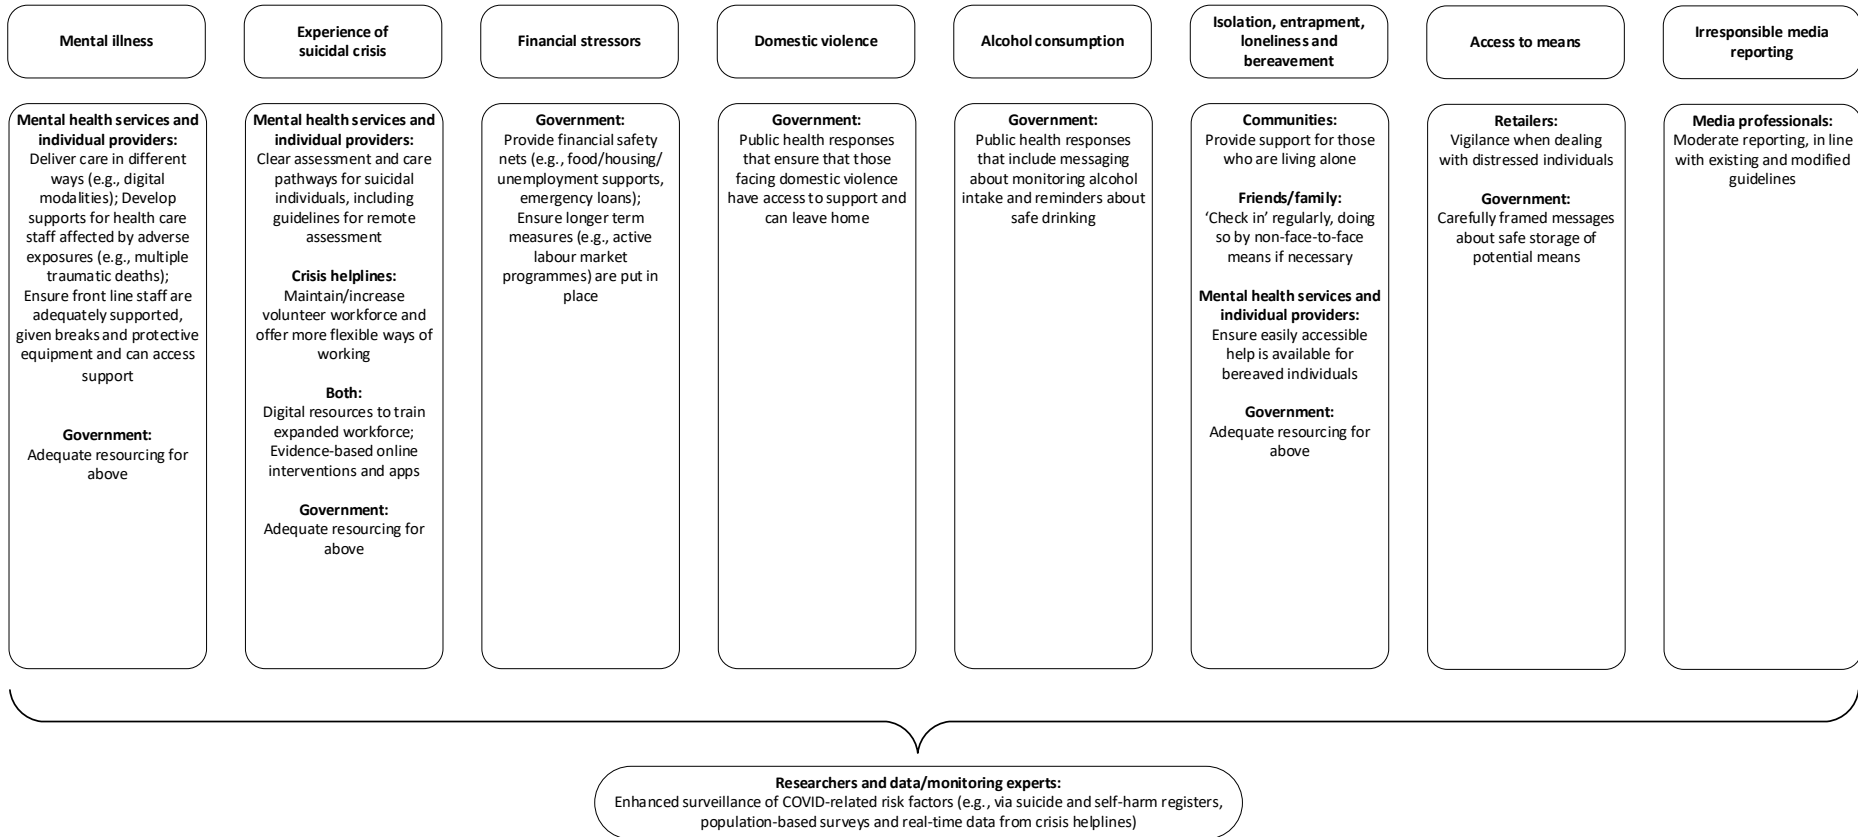 Mental illness
Experience of
suicidal crisis
Financial stressors
Domestic violence
Alcohol consumption
Isolation, entrapment,
loneliness and
bereavement
Access to means
Irresponsible media
reporting
Mental health services and
individual providers:
Deliver care in different
ways (e.g., digital
modalities); Develop
supports for health care
staff affected by adverse
exposures (e.g., multiple
traumatic deaths);
Ensure front line staff are
adequately supported,
given breaks and protective
equipment and can access
support
Government:
Adequate resourcing for
above
Mental health services and
individual providers:
Clear assessment and care
pathways for suicidal
individuals, including
guidelines for remote
assessment
Crisis helplines:
Maintain/increase
volunteer workforce and
offer more flexible ways of
working
Both:
Digital resources to train
expanded workforce;
Evidence-based online
interventions and apps
Government:
Adequate resourcing for
above
Government:
Provide financial safety
nets (e.g., food/housing/
unemployment supports,
emergency loans);
Ensure longer term
measures (e.g., active
labour market
programmes) are put in
place
Government:
Public health responses
that ensure that those
facing domestic violence
have access to support and
can leave home
Government:
Public health responses
that include messaging
about monitoring alcohol
intake and reminders about
safe drinking
Communities:
Provide support for those
who are living alone
Friends/family:
‘Check in’ regularly, doing
so by non-face-to-face
means if necessary
Mental health services and
individual providers:
Ensure easily accessible
help is available for
bereaved individuals
Government:
Adequate resourcing for
above
Retailers:
Vigilance when dealing
with distressed individuals
Government:
Carefully framed messages
about safe storage of
potential means
Media professionals:
Moderate reporting, in line
with existing and modified
guidelines
Researchers and data/monitoring experts:
Enhanced surveillance of COVID-related risk factors (e.g., via suicide and self-harm registers,
population-based surveys and real-time data from crisis helplines)